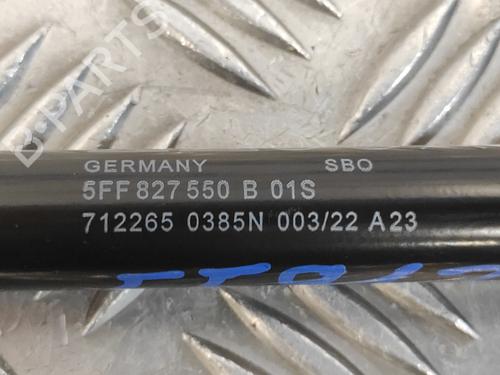 GERMANY SBO
5FF 827 550 B 01S
712265 0385N 003/22 A23
B-PARTS